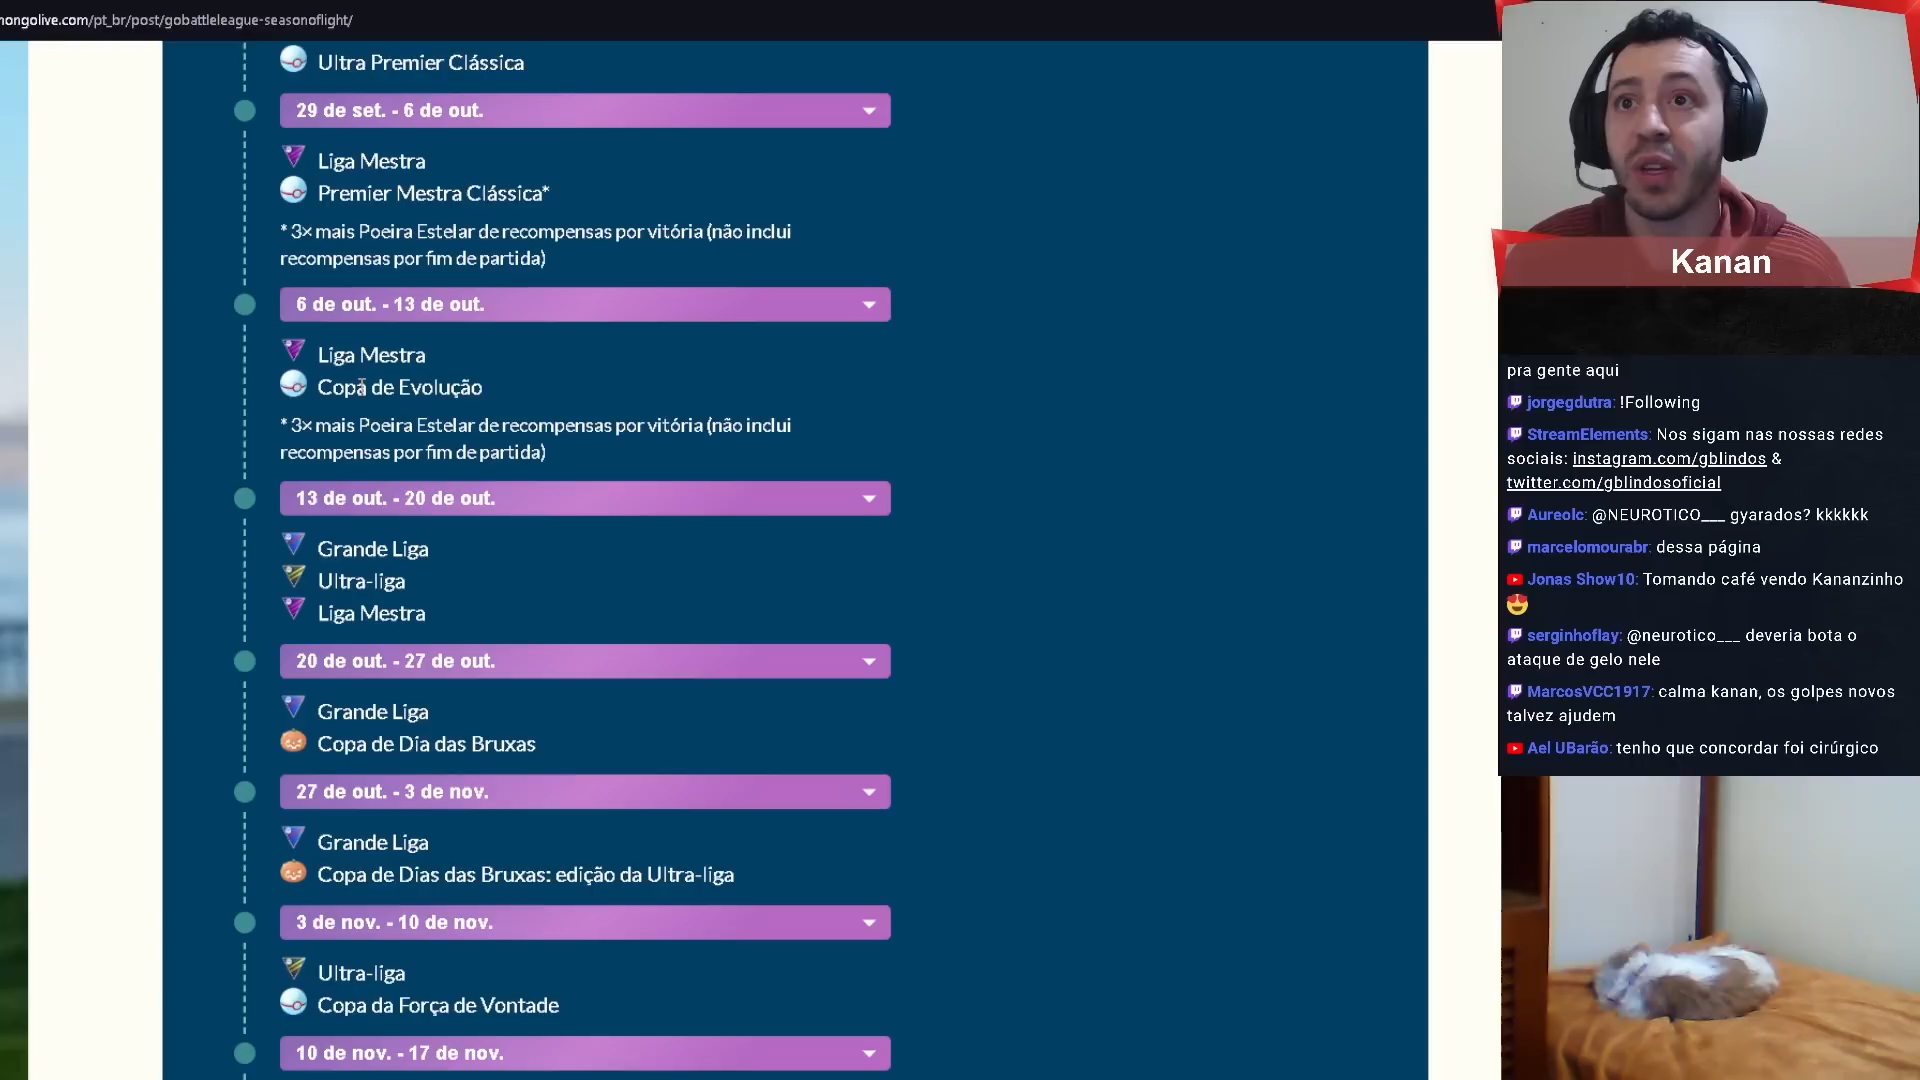 nongolive.com/pt_br/post/gobattleleague-seasonoflight/
Ultra Premier Clássica
29 de set. - 6 de out.
Liga Mestra
Premier Mestra Clássica*
* 3× mais Poeira Estelar de recompensas por vitória (não inclui
recompensas por fim de partida)
6 de out. - 13 de out.
Liga Mestra
Copa de Evolução
* 3× mais Poeira Estelar de recompensas por vitória (não inclui
recompensas por fim de partida)
13 de out. - 20 de out.
Grande Liga
Ultra-liga
Liga Mestra
20 de out. - 27 de out.
Grande Liga
Copa de Dia das Bruxas
27 de out. - 3 de nov.
Grande Liga
Copa de Dias das Bruxas: edição da Ultra-liga
3 de nov. - 10 de nov.
Ultra-liga
Copa da Força de Vontade
10 de nov. - 17 de nov.
Kanan
pra gente aqui
jorgegdutra: !Following
StreamElements: Nos sigam nas nossas redes
sociais: instagram.com/gblindos &
twitter.com/gblindosoficial
Aureolc: @NEUROTICO___ gyarados? kkkkkk
marcelomourabr: dessa página
Jonas Show10: Tomando café vendo Kananzinho
serginhoflay: @neurotico___ deveria bota o
ataque de gelo nele
MarcosVCC1917: calma kanan, os golpes novos
talvez ajudem
Ael UBarão: tenho que concordar foi cirúrgico